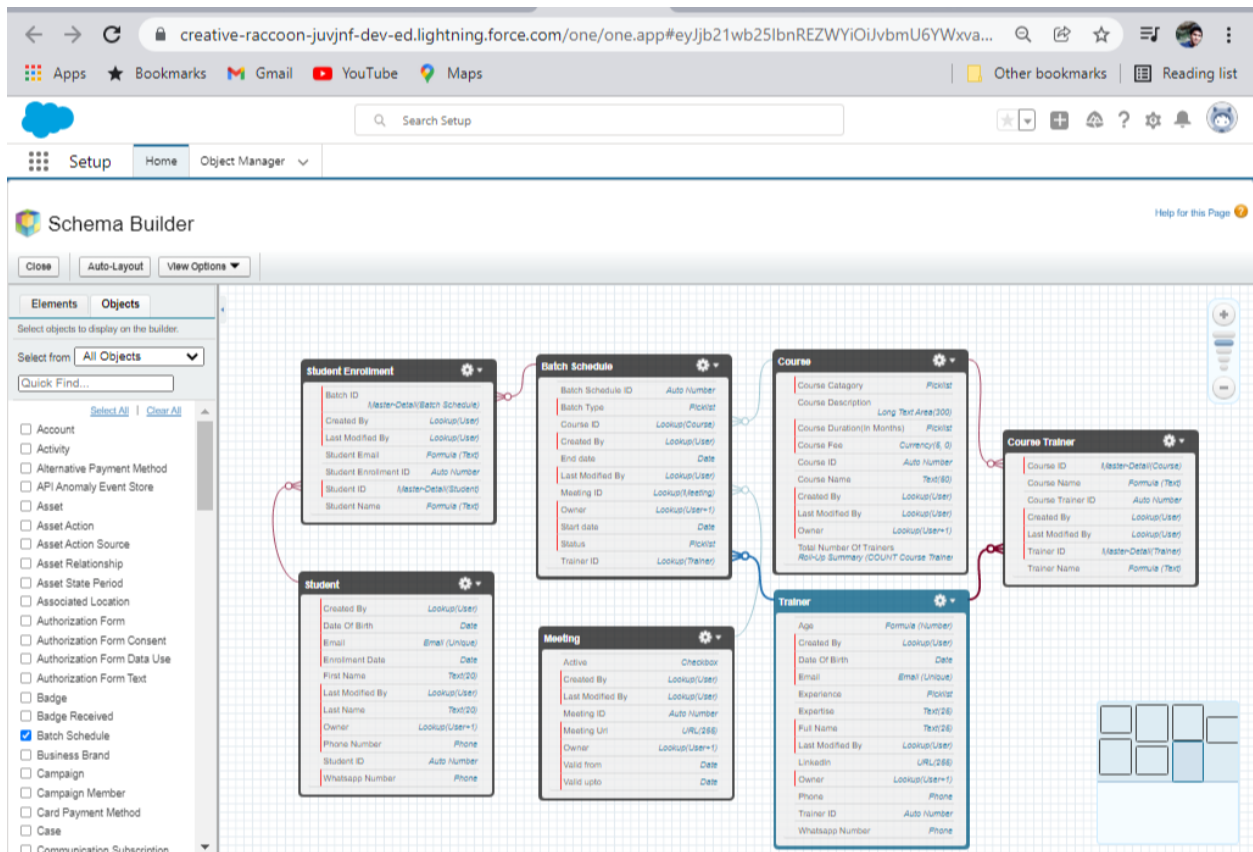 creative-raccoon-juvjnf-dev-ed.lightning.force.com/one/one.app#eyJjb21wb25lbnREZWYiOiJvbmU6YWxva...
Apps Bookmarks Gmail YouTube Maps Other bookmarks Reading list
Search Setup
Setup Home Object Manager
Schema Builder
Help for this Page
Close Auto-Layout View Options
Elements Objects
Select objects to display on the builder.
Select from All Objects
Quick Find...
Select All | Clear All
Account
Activity
Alternative Payment Method
API Anomaly Event Store
Asset
Asset Action
Asset Action Source
Asset Relationship
Asset State Period
Associated Location
Authorization Form
Authorization Form Consent
Authorization Form Data Use
Authorization Form Text
Badge
Badge Received
Batch Schedule
Business Brand
Campaign
Campaign Member
Card Payment Method
Case
Communication Subscription
Student Enrollment
Batch ID
Master-Detail(Batch Schedule)
Created By Lookup(User)
Last Modified By Lookup(User)
Student Email Formula (Text)
Student Enrollment ID Auto Number
Student ID Master-Detail(Student)
Student Name Formula (Text)
Student
Created By Lookup(User)
Date Of Birth Date
Email Email (Unique)
Enrollment Date Date
First Name Text(20)
Last Modified By Lookup(User)
Last Name Text(20)
Owner Lookup(User+1)
Phone Number Phone
Student ID Auto Number
Whatsapp Number Phone
Batch Schedule
Batch Schedule ID Auto Number
Batch Type Picklist
Course ID Lookup(Course)
Created By Lookup(User)
End date Date
Last Modified By Lookup(User)
Meeting ID Lookup(Meeting)
Owner Lookup(User+1)
Start date Date
Status Picklist
Trainer ID Lookup(Trainer)
Meeting
Active Checkbox
Created By Lookup(User)
Last Modified By Lookup(User)
Meeting ID Auto Number
Meeting Url URL(255)
Owner Lookup(User+1)
Valid from Date
Valid upto Date
Course
Course Catagory Picklist
Course Description
Long Text Area(200)
Course Duration(In Months) Picklist
Course Fee Currency(8, 0)
Course ID Auto Number
Course Name Text(80)
Created By Lookup(User)
Last Modified By Lookup(User)
Owner Lookup(User+1)
Total Number Of Trainers
Roll-Up Summary (COUNT Course Trainer
Trainer
Age Formula (Number)
Created By Lookup(User)
Date Of Birth Date
Email Email (Unique)
Experience Picklist
Expertise Text(25)
Full Name Text(25)
Last Modified By Lookup(User)
LinkedIn URL(255)
Owner Lookup(User+1)
Phone Phone
Trainer ID Auto Number
Whatsapp Number Phone
Course Trainer
Course ID Master-Detail(Course)
Course Name Formula (Text)
Course Trainer ID Auto Number
Created By Lookup(User)
Last Modified By Lookup(User)
Trainer ID Master-Detail(Trainer)
Trainer Name Formula (Text)